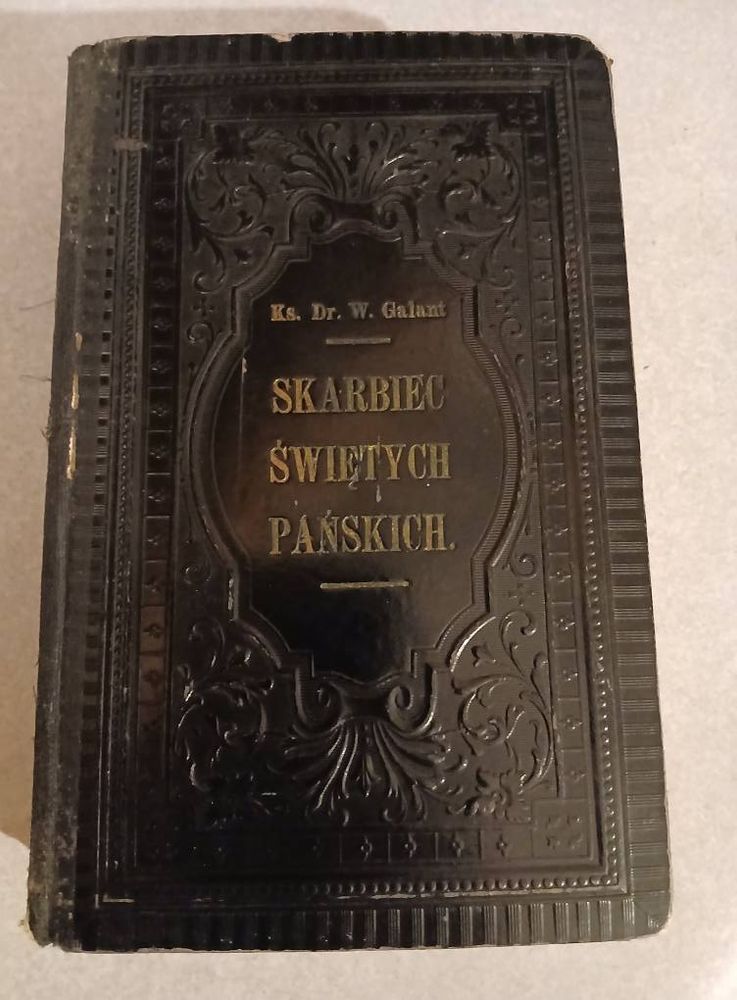 Ks. Dr. W. Galant
SKARBIEC
ŚWIĘTYCH
PAŃSKICH.